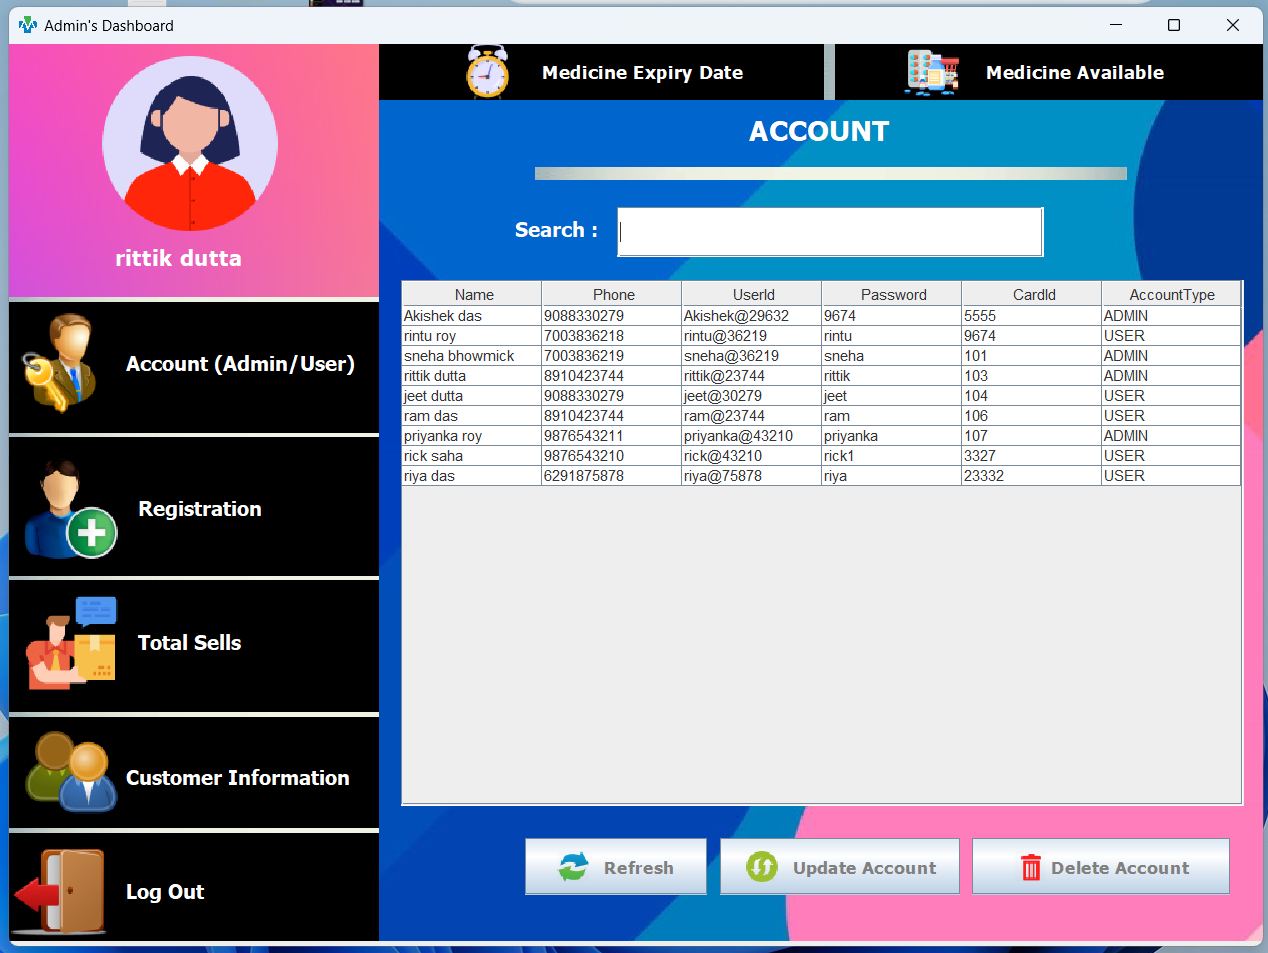 Admin's Dashboard
Medicine Expiry Date
Medicine Available
ACCOUNT
Search :
rittik dutta
Account (Admin/User)
Registration
Total Sells
Customer Information
Log Out
Name Phone UserId Password CardId AccountType
Akishek das 9088330279 Akishek@29632 9674 5555 ADMIN
rintu roy 7003836218 rintu@36219 rintu 9674 USER
sneha bhowmick 7003836219 sneha@36219 sneha 101 ADMIN
rittik dutta 8910423744 rittik@23744 rittik 103 ADMIN
jeet dutta 9088330279 jeet@30279 jeet 104 USER
ram das 8910423744 ram@23744 ram 106 USER
priyanka roy 9876543211 priyanka@43210 priyanka 107 ADMIN
rick saha 9876543210 rick@43210 rick1 3327 USER
riya das 6291875878 riya@75878 riya 23332 USER
Refresh
Update Account
Delete Account